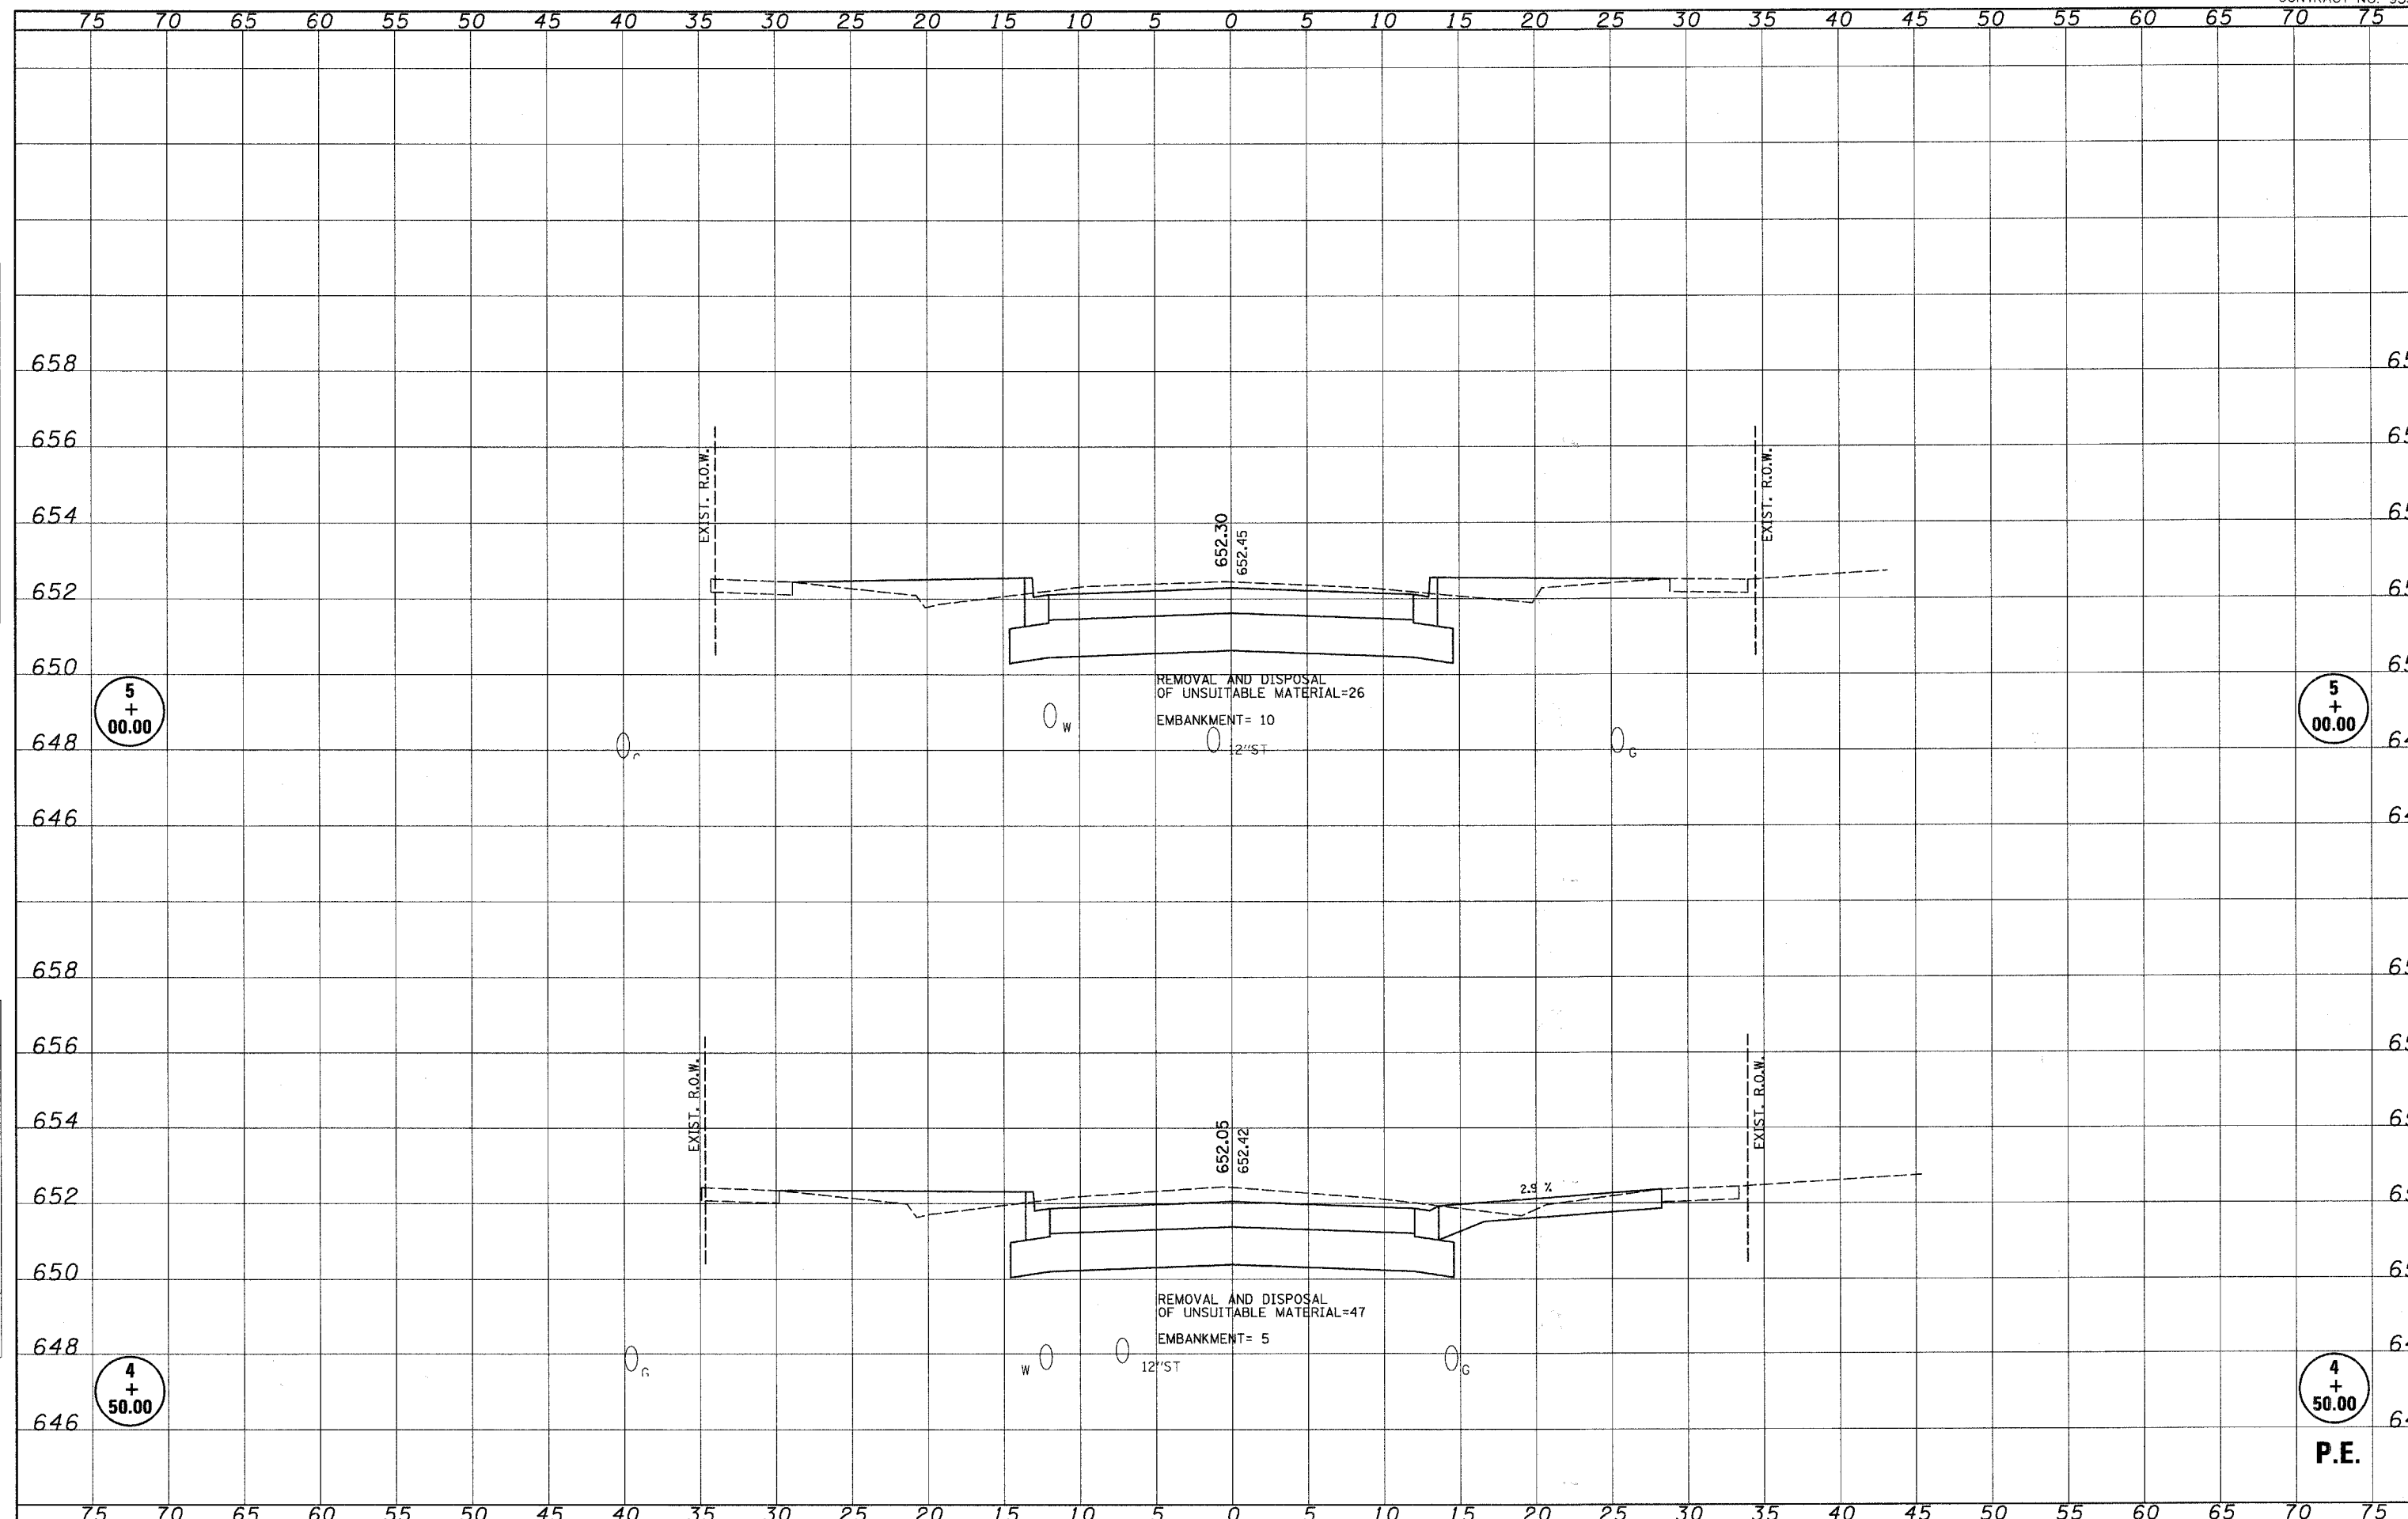 75 70 65 60 55 50 45 40 35 30 25 20 15 10 5 0 5 10 15 20 25 30 35 40 45 50 55 60 65 70 75
658
656
EXIST. R.O.W.
EXIST. R.O.W.
654
652.30
652.45
652
650
5
+
00.00
REMOVAL AND DISPOSAL
OF UNSUITABLE MATERIAL=26
EMBANKMENT= 10
5
+
00.00
W
12"ST
G
648
646
658
656
EXIST. R.O.W.
EXIST. R.O.W.
654
652.05
652.42
2.9 %
652
650
REMOVAL AND DISPOSAL
OF UNSUITABLE MATERIAL=47
EMBANKMENT= 5
648
G
W
12"ST
G
4
+
50.00
4
+
50.00
646
P.E.
75 70 65 60 55 50 45 40 35 30 25 20 15 10 5 0 5 10 15 20 25 30 35 40 45 50 55 60 65 70 75